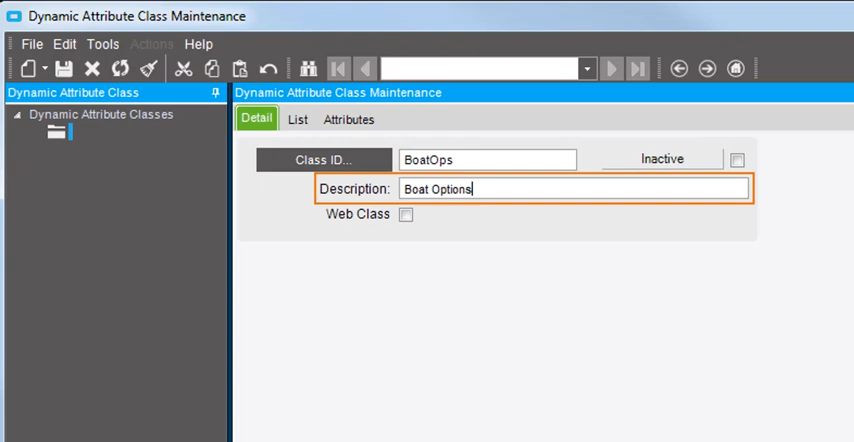 Dynamic Attribute Class Maintenance
File Edit Tools Actions Help
Dynamic Attribute Class
Dynamic Attribute Class Maintenance
Dynamic Attribute Classes
Detail List Attributes
Class ID... BoatOps Inactive
Description: Boat Options
Web Class